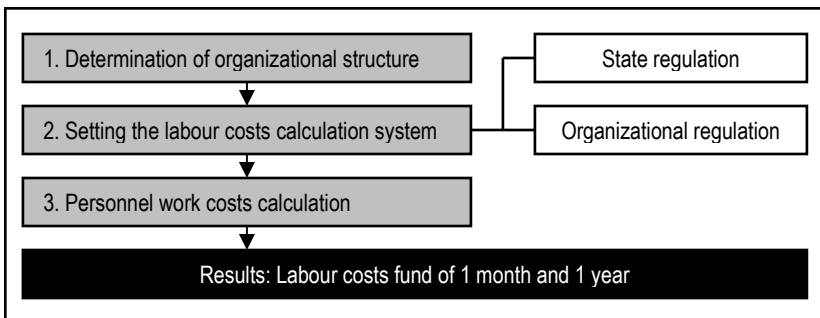 1. Determination of organizational structure
State regulation
2. Setting the labour costs calculation system
Organizational regulation
3. Personnel work costs calculation
Results: Labour costs fund of 1 month and 1 year